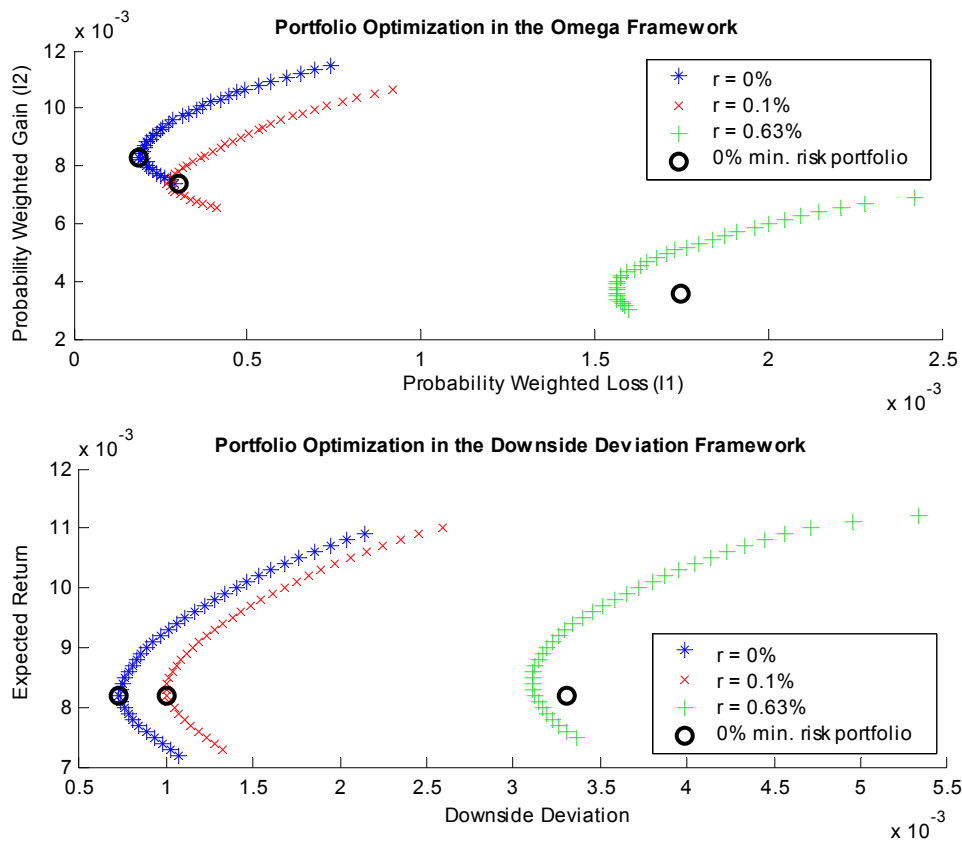 x 10⁻³
Portfolio Optimization in the Omega Framework
12
10
8
6
4
2
Probability Weighted Gain (I2)
r = 0%
r = 0.1%
r = 0.63%
0% min. risk portfolio
0
0.5
1
1.5
2
2.5
Probability Weighted Loss (I1)
x 10⁻³
Portfolio Optimization in the Downside Deviation Framework
x 10⁻³
12
11
10
9
8
7
Expected Return
r = 0%
r = 0.1%
r = 0.63%
0% min. risk portfolio
0.5
1
1.5
2
2.5
3
3.5
4
4.5
5
5.5
Downside Deviation
x 10⁻³